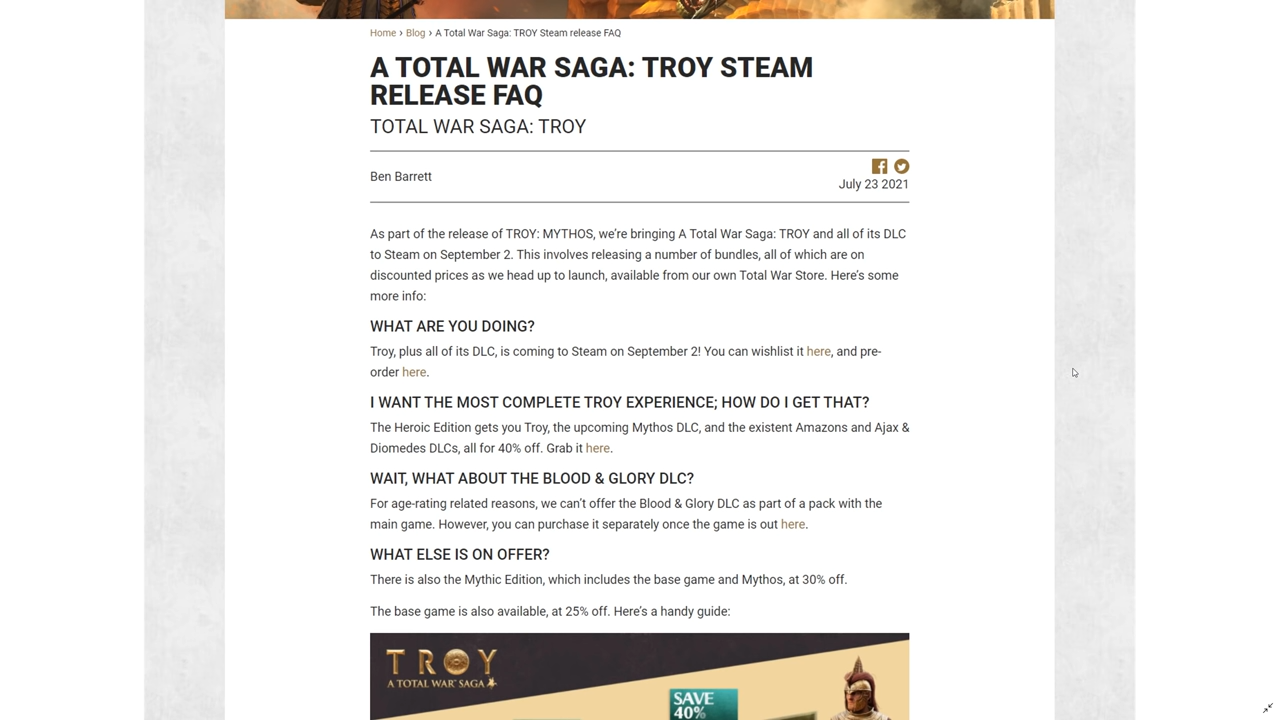 Home › Blog › A Total War Saga: TROY Steam release FAQ
A TOTAL WAR SAGA: TROY STEAM
RELEASE FAQ
TOTAL WAR SAGA: TROY
Ben Barrett
July 23 2021
As part of the release of TROY: MYTHOS, we’re bringing A Total War Saga: TROY and all of its DLC
to Steam on September 2. This involves releasing a number of bundles, all of which are on
discounted prices as we head up to launch, available from our own Total War Store. Here’s some
more info:
WHAT ARE YOU DOING?
Troy, plus all of its DLC, is coming to Steam on September 2! You can wishlist it here, and pre-
order here.
I WANT THE MOST COMPLETE TROY EXPERIENCE; HOW DO I GET THAT?
The Heroic Edition gets you Troy, the upcoming Mythos DLC, and the existent Amazons and Ajax &
Diomedes DLCs, all for 40% off. Grab it here.
WAIT, WHAT ABOUT THE BLOOD & GLORY DLC?
For age-rating related reasons, we can’t offer the Blood & Glory DLC as part of a pack with the
main game. However, you can purchase it separately once the game is out here.
WHAT ELSE IS ON OFFER?
There is also the Mythic Edition, which includes the base game and Mythos, at 30% off.
The base game is also available, at 25% off. Here’s a handy guide:
TROY
A TOTAL WAR SAGA
SAVE
40%